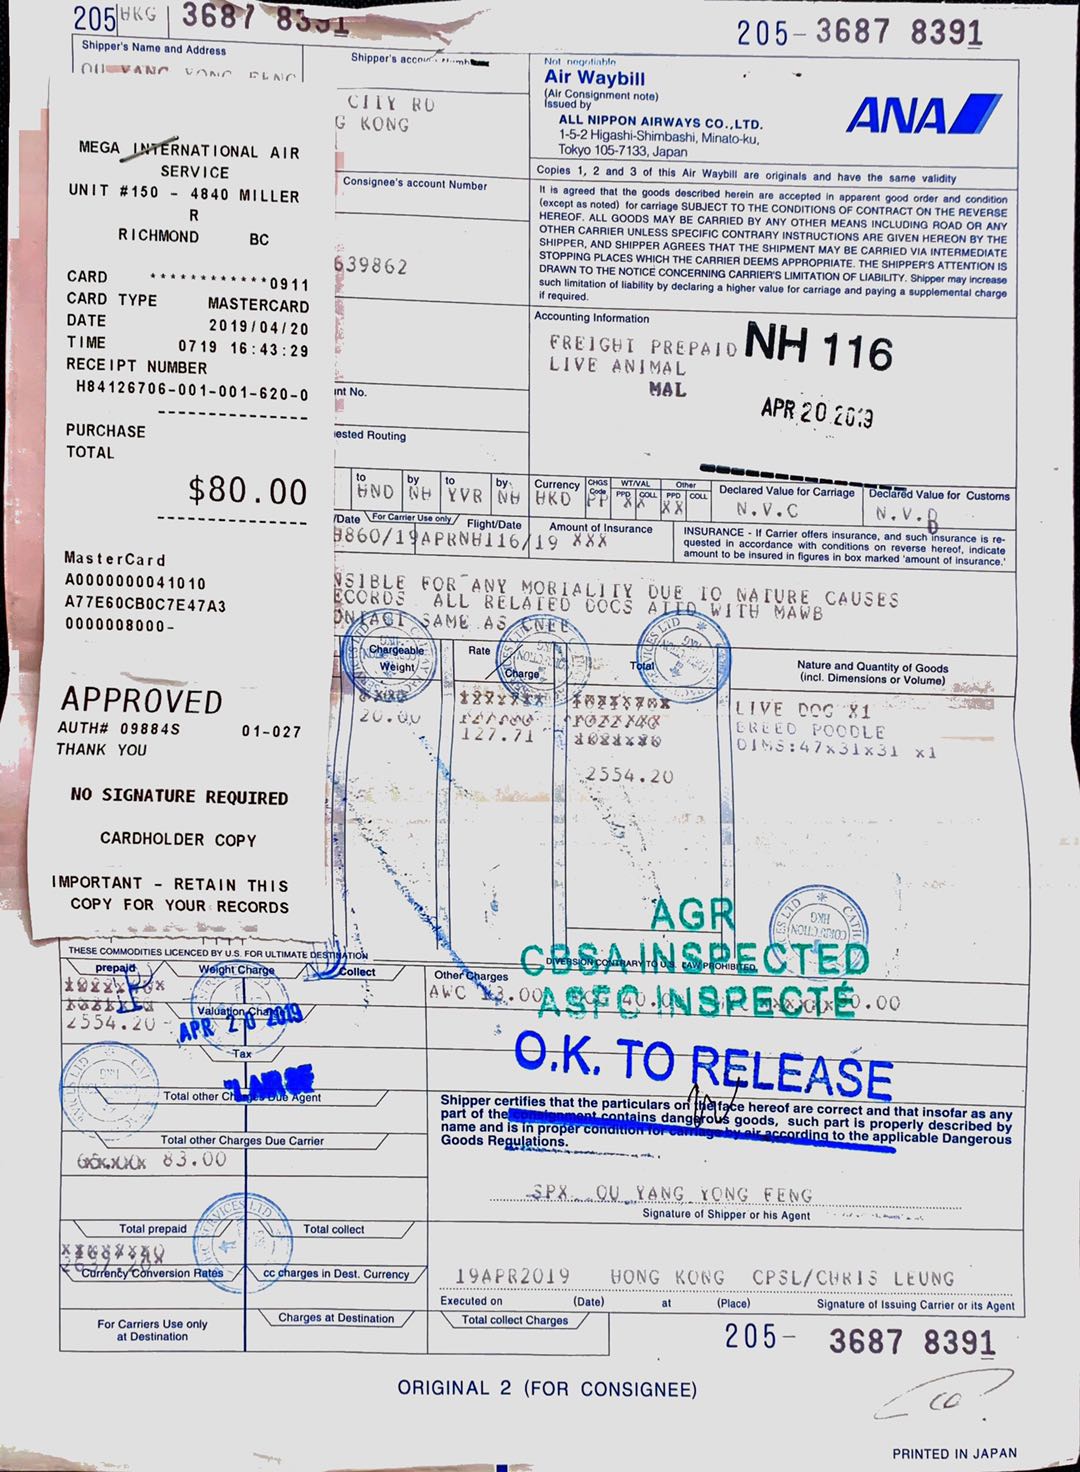 205 HKG 3687 8391
205- 3687 8391
Shipper's Name and Address
Shipper's account Number
OU YANG YONG FENG
CITY RD
G KONG
Not negotiable
Air Waybill
(Air Consignment note)
Issued by
ALL NIPPON AIRWAYS CO.,LTD.
1-5-2 Higashi-Shimbashi, Minato-ku,
Tokyo 105-7133, Japan
ANA
Copies 1, 2 and 3 of this Air Waybill are originals and have the same validity
It is agreed that the goods described herein are accepted in apparent good order and condition
(except as noted) for carriage SUBJECT TO THE CONDITIONS OF CONTRACT ON THE REVERSE
HEREOF. ALL GOODS MAY BE CARRIED BY ANY OTHER MEANS INCLUDING ROAD OR ANY
OTHER CARRIER UNLESS SPECIFIC CONTRARY INSTRUCTIONS ARE GIVEN HEREON BY THE
SHIPPER, AND SHIPPER AGREES THAT THE SHIPMENT MAY BE CARRIED VIA INTERMEDIATE
STOPPING PLACES WHICH THE CARRIER DEEMS APPROPRIATE. THE SHIPPER'S ATTENTION IS
DRAWN TO THE NOTICE CONCERNING CARRIER'S LIMITATION OF LIABILITY. Shipper may increase
such limitation of liability by declaring a higher value for carriage and paying a supplemental charge
if required.
MEGA INTERNATIONAL AIR
SERVICE
UNIT #150 - 4840 MILLER
R
RICHMOND BC
CARD ************0911
CARD TYPE MASTERCARD
DATE 2019/04/20
TIME 0719 16:43:29
RECEIPT NUMBER
H84126706-001-001-620-0
PURCHASE
TOTAL
$80.00
MasterCard
A0000000041010
A77E60CB0C7E47A3
0000008000-
APPROVED
AUTH# 09884S 01-027
THANK YOU
NO SIGNATURE REQUIRED
CARDHOLDER COPY
IMPORTANT - RETAIN THIS
COPY FOR YOUR RECORDS
Consignee's account Number
639862
Accounting Information
FREIGHT PREPAID
LIVE ANIMAL
MAL
NH 116
APR 20 2019
nt No.
ested Routing
to HND by NH to YVR by NH
Currency HKD
CHGS Code PP
WT/VAL PPD XX COLL
Other PPD XX COLL
Declared Value for Carriage
N.V.C
Declared Value for Customs
N.V.D
/Date For Carrier Use only Flight/Date
H860/19APRNH116/19
Amount of Insurance
XXX
INSURANCE - If Carrier offers insurance, and such insurance is re-
quested in accordance with conditions on reverse hereof, indicate
amount to be insured in figures in box marked 'amount of insurance.'
NSIBLE FOR ANY MORTALITY DUE TO NATURE CAUSES
ECORDS ALL RELATED DOCS ATTD WITH MAWB
ONTACT SAME AS CNEE
Chargeable Weight
Rate Charge
Total
Nature and Quantity of Goods
(incl. Dimensions or Volume)
20.00
127.71
2554.20
LIVE DOG X1
BREED POODLE
DIMS:47x31x31 x1
THESE COMMODITIES LICENCED BY U.S. FOR ULTIMATE DESTINATION
DIVERSION CONTRARY TO U.S. LAW PROHIBITED.
AGR
CBSA INSPECTED
ASFC INSPECTÉ
O.K. TO RELEASE
prepaid Weight Charge Collect
Other Charges
2554.20
Valuation Charge
APR 20 2019
Tax
Total other Charges Due Agent
Total other Charges Due Carrier
83.00
Shipper certifies that the particulars on the face hereof are correct and that insofar as any
part of the consignment contains dangerous goods, such part is properly described by
name and is in proper condition for carriage by air according to the applicable Dangerous
Goods Regulations.
SPX OU YANG YONG FENG
Signature of Shipper or his Agent
Total prepaid Total collect
Currency Conversion Rates cc charges in Dest. Currency
19APR2019 HONG KONG CPSL/CHRIS LEUNG
Executed on (Date) at (Place) Signature of Issuing Carrier or its Agent
For Carriers Use only
at Destination
Charges at Destination
Total collect Charges
205- 3687 8391
ORIGINAL 2 (FOR CONSIGNEE)
PRINTED IN JAPAN